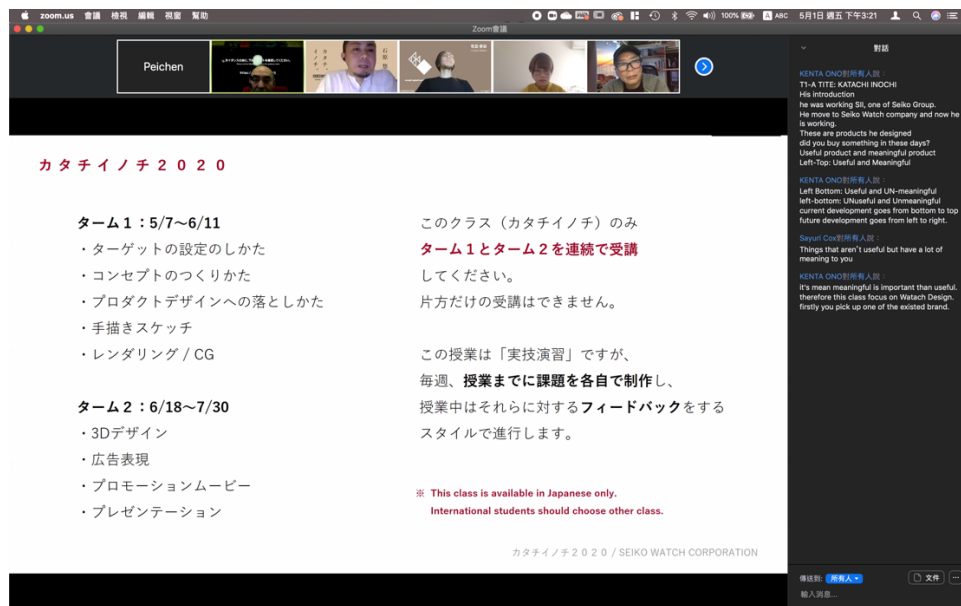 zoom.us 會議 檢視 編輯 視窗 幫助
100%
ABC 5月1日 週五 下午3:21
Zoom會議
Peichen
カタチイノチ2020
ターム1：5/7〜6/11
・ターゲットの設定のしかた
・コンセプトのつくりかた
・プロダクトデザインへの落としかた
・手描きスケッチ
・レンダリング / CG
ターム2：6/18〜7/30
・3Dデザイン
・広告表現
・プロモーションムービー
・プレゼンテーション
このクラス（カタチイノチ）のみ
ターム1とターム2を連続で受講
してください。
片方だけの受講はできません。
この授業は「実技演習」ですが、
毎週、授業までに課題を各自で制作し、
授業中はそれらに対するフィードバックをする
スタイルで進行します。
※ This class is available in Japanese only.
International students should choose other class.
カタチイノチ2020 / SEIKO WATCH CORPORATION
對話
KENTA ONO對所有人說：
T1-A TITE: KATACHI INOCHI
His introduction
he was working SII, one of Seiko Group.
He move to Seiko Watch company and now he
is working.
These are products he designed
did you buy something in these days?
Useful product and meaningful product
Left-Top: Useful and Meaningful
KENTA ONO對所有人說：
Left Bottom: Useful and UN-meaningful
left-bottom: UNuseful and Unmeaningful
current development goes from bottom to top
future development goes from left to right.
Sayuri Cox對所有人說：
Things that aren't useful but have a lot of
meaning to you
KENTA ONO對所有人說：
it's mean meaningful is important than useful.
therefore this class focus on Watach Design.
firstly you pick up one of the existed brand.
傳送到: 所有人
文件
輸入消息...